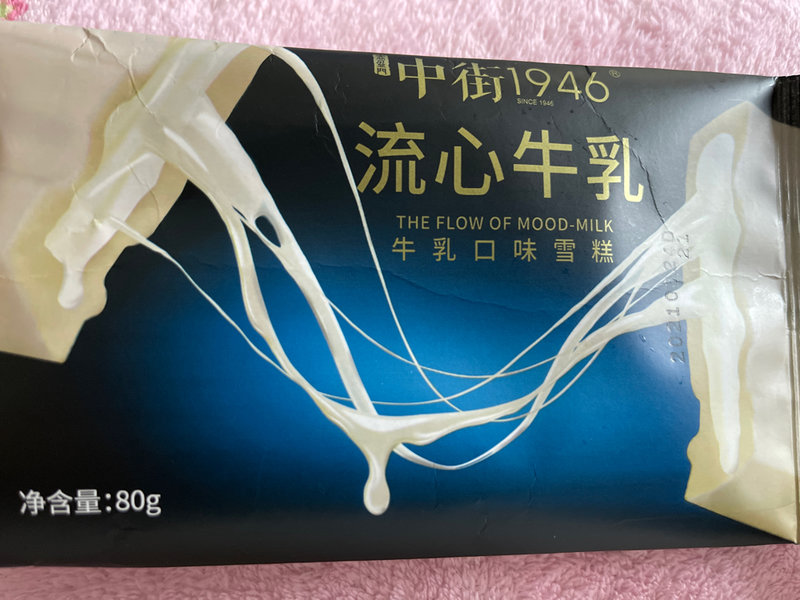 中街1946®
SINCE 1946
流心牛乳
THE FLOW OF MOOD-MILK
牛乳口味雪糕
净含量:80g